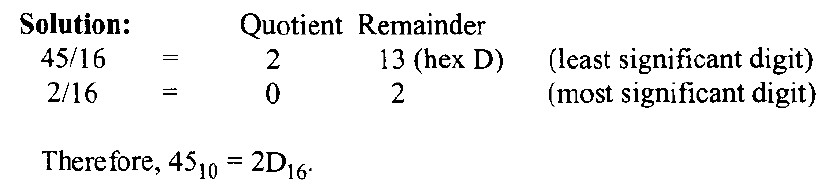 Solution: Quotient Remainder
45/16 = 2 13 (hex D) (least significant digit)
2/16 = 0 2 (most significant digit)
Therefore, 45₁₀ = 2D₁₆.